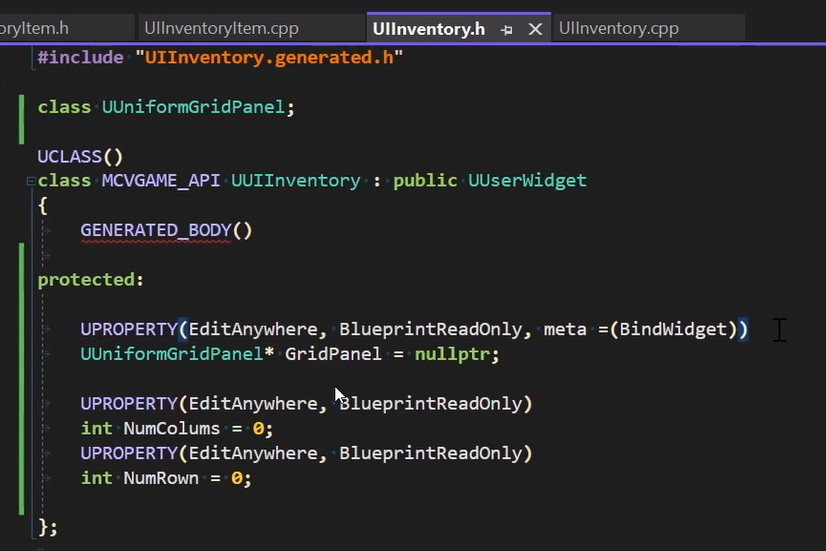 oryItem.h UIInventoryItem.cpp UIInventory.h UIInventory.cpp
#include "UIInventory.generated.h"
class UUniformGridPanel;
UCLASS()
class MCVGAME_API UUIInventory : public UUserWidget
{
GENERATED_BODY()
protected:
UPROPERTY(EditAnywhere, BlueprintReadOnly, meta =(BindWidget))
UUniformGridPanel* GridPanel = nullptr;
UPROPERTY(EditAnywhere, BlueprintReadOnly)
int NumColums = 0;
UPROPERTY(EditAnywhere, BlueprintReadOnly)
int NumRown = 0;
};